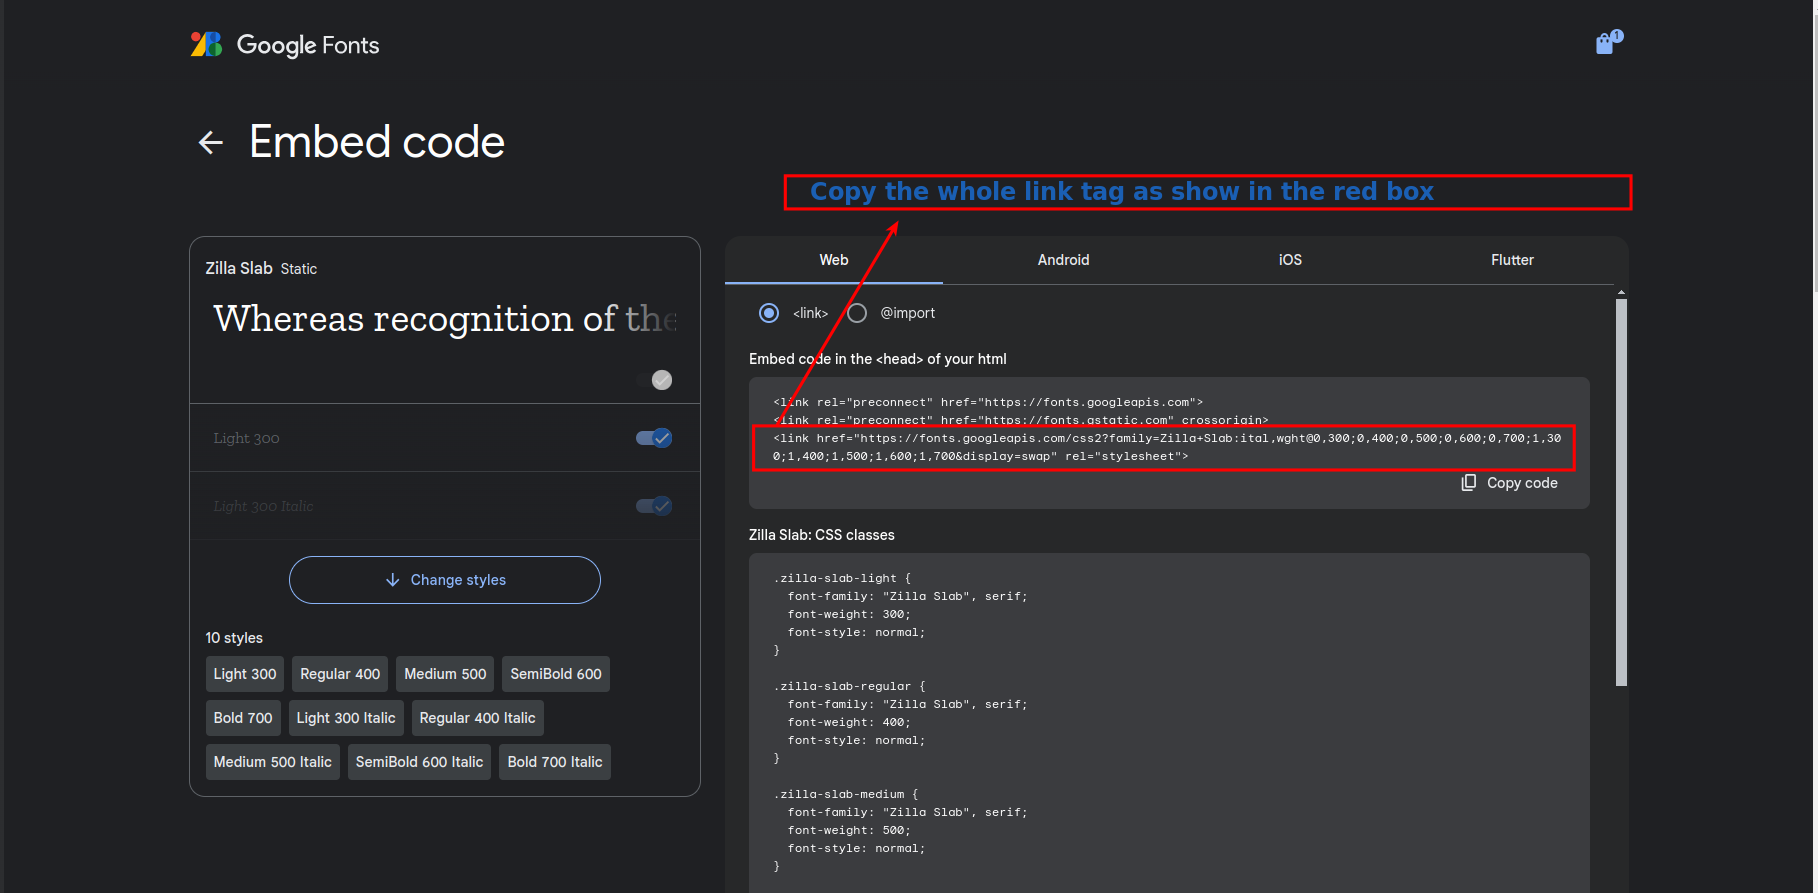 Google Fonts
1
Embed code
Copy the whole link tag as show in the red box
Zilla Slab Static
Whereas recognition of the
Light 300
Light 300 Italic
Change styles
10 styles
Light 300 Regular 400 Medium 500 SemiBold 600
Bold 700 Light 300 Italic Regular 400 Italic
Medium 500 Italic SemiBold 600 Italic Bold 700 Italic
Web Android iOS Flutter
<link> @import
Embed code in the <head> of your html
<link rel="preconnect" href="https://fonts.googleapis.com">
<link rel="preconnect" href="https://fonts.gstatic.com" crossorigin>
<link href="https://fonts.googleapis.com/css2?family=Zilla+Slab:ital,wght@0,300;0,400;0,500;0,600;0,700;1,30
0;1,400;1,500;1,600;1,700&display=swap" rel="stylesheet">
Copy code
Zilla Slab: CSS classes
.zilla-slab-light {
font-family: "Zilla Slab", serif;
font-weight: 300;
font-style: normal;
}
.zilla-slab-regular {
font-family: "Zilla Slab", serif;
font-weight: 400;
font-style: normal;
}
.zilla-slab-medium {
font-family: "Zilla Slab", serif;
font-weight: 500;
font-style: normal;
}